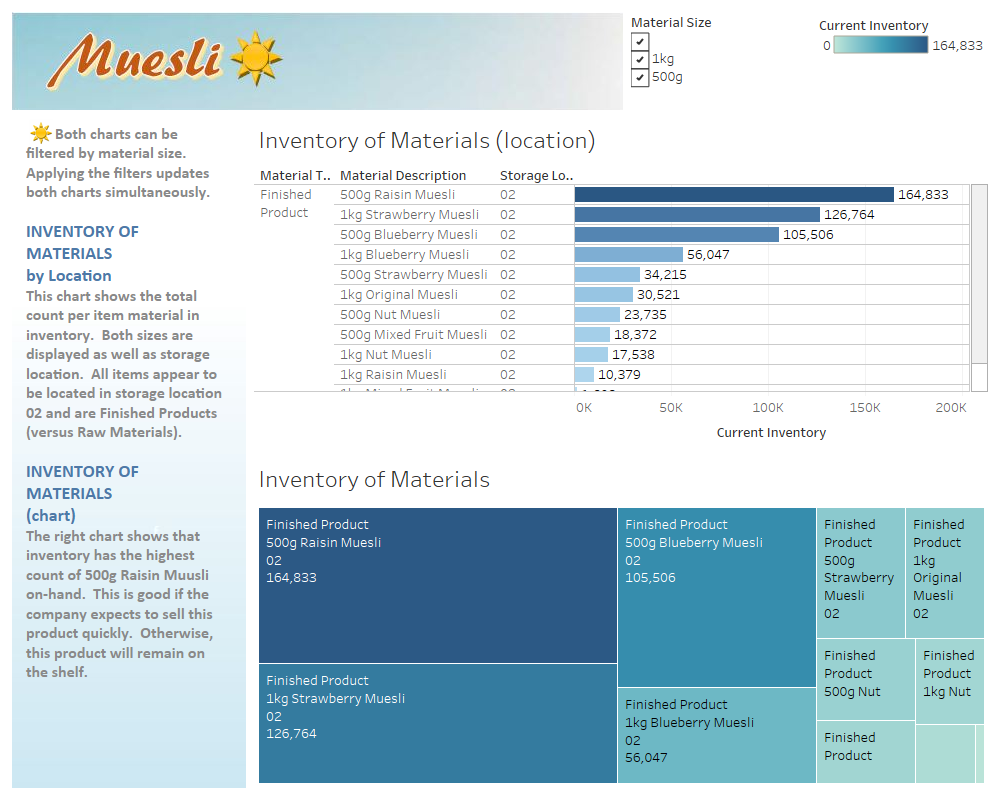 Muesli
Material Size
1kg
500g
Current Inventory
0 164,833
Both charts can be
filtered by material size.
Applying the filters updates
both charts simultaneously.
INVENTORY OF
MATERIALS
by Location
This chart shows the total
count per item material in
inventory.  Both sizes are
displayed as well as storage
location.  All items appear to
be located in storage location
02 and are Finished Products
(versus Raw Materials).
INVENTORY OF
MATERIALS
(chart)
The right chart shows that
inventory has the highest
count of 500g Raisin Muusli
on-hand.  This is good if the
company expects to sell this
product quickly.  Otherwise,
this product will remain on
the shelf.
Inventory of Materials (location)
Material T.. Material Description Storage Lo..
Finished
Product
500g Raisin Muesli 02 164,833
1kg Strawberry Muesli 02 126,764
500g Blueberry Muesli 02 105,506
1kg Blueberry Muesli 02 56,047
500g Strawberry Muesli 02 34,215
1kg Original Muesli 02 30,521
500g Nut Muesli 02 23,735
500g Mixed Fruit Muesli 02 18,372
1kg Nut Muesli 02 17,538
1kg Raisin Muesli 02 10,379
0K 50K 100K 150K 200K
Current Inventory
Inventory of Materials
Finished Product
500g Raisin Muesli
02
164,833
Finished Product
1kg Strawberry Muesli
02
126,764
Finished Product
500g Blueberry Muesli
02
105,506
Finished Product
1kg Blueberry Muesli
02
56,047
Finished
Product
500g
Strawberry
Muesli
02
Finished
Product
1kg
Original
Muesli
02
Finished
Product
500g Nut
Finished
Product
1kg Nut
Finished
Product